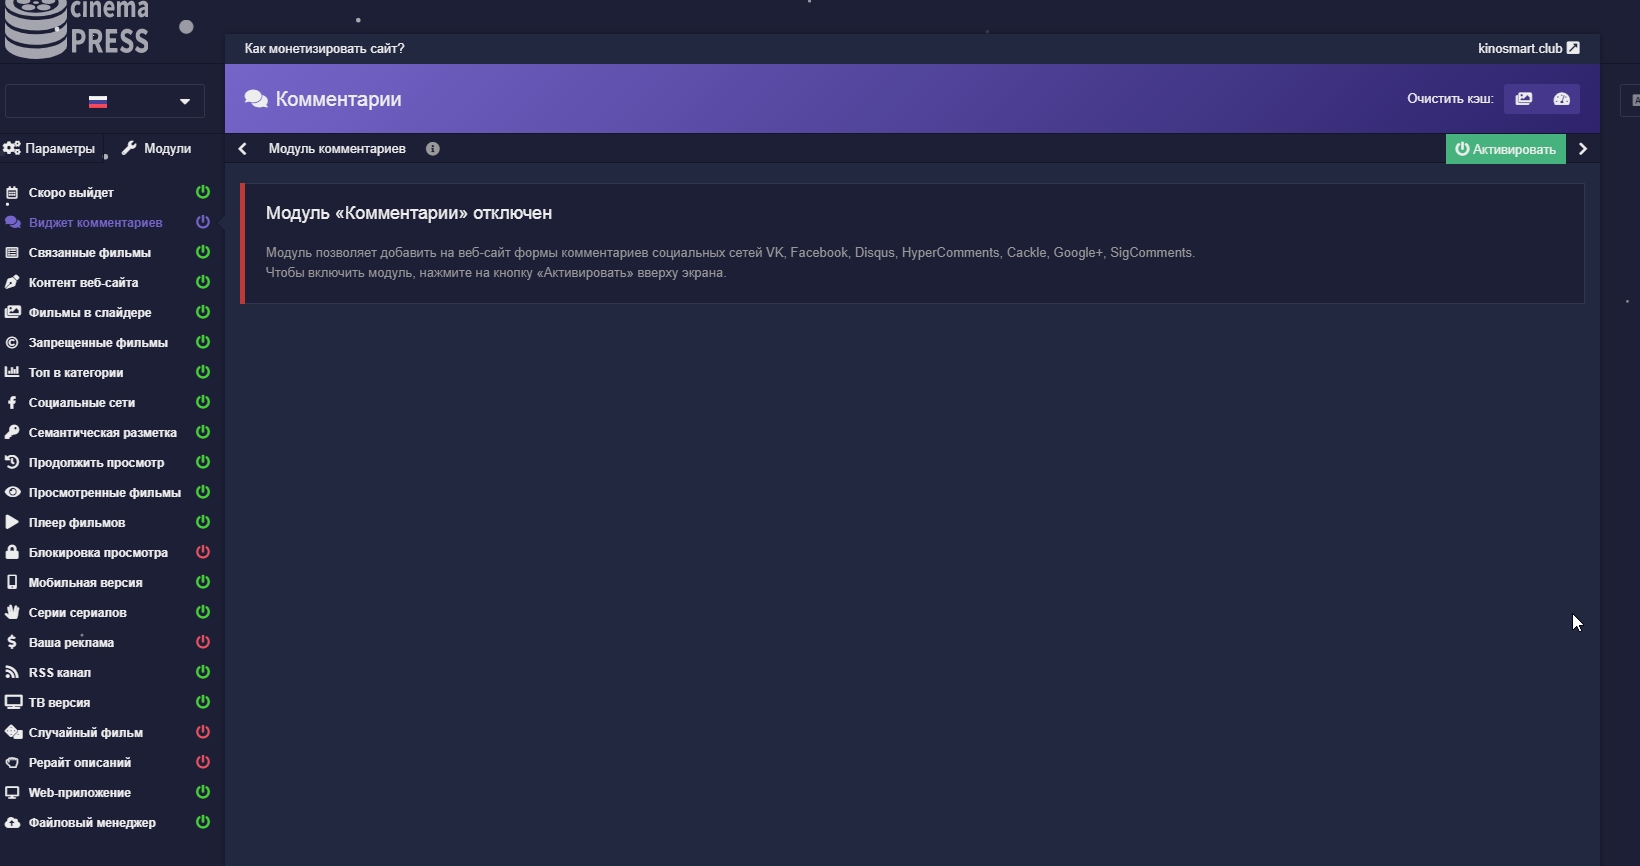 cinema
PRESS
Как монетизировать сайт?
kinosmart.club
Комментарии
Очистить кэш:
Параметры
Модули
Модуль комментариев
Активировать
Скоро выйдет
Виджет комментариев
Связанные фильмы
Контент веб-сайта
Фильмы в слайдере
Запрещенные фильмы
Топ в категории
Социальные сети
Семантическая разметка
Продолжить просмотр
Просмотренные фильмы
Плеер фильмов
Блокировка просмотра
Мобильная версия
Серии сериалов
Ваша реклама
RSS канал
ТВ версия
Случайный фильм
Рерайт описаний
Web-приложение
Файловый менеджер
Модуль «Комментарии» отключен
Модуль позволяет добавить на веб-сайт формы комментариев социальных сетей VK, Facebook, Disqus, HyperComments, Cackle, Google+, SigComments.
Чтобы включить модуль, нажмите на кнопку «Активировать» вверху экрана.